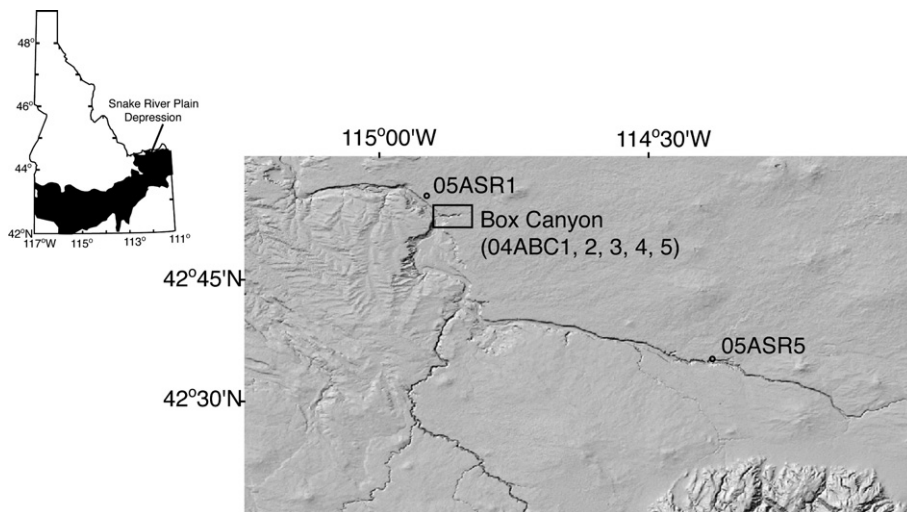 48°
46°
44°
42°
117°
115°
113°
111°
Snake River Plain
Depression
115°00'W
114°30'W
42°45'N
42°30'N
05ASR1
Box Canyon
(04ABC1, 2, 3, 4, 5)
05ASR5